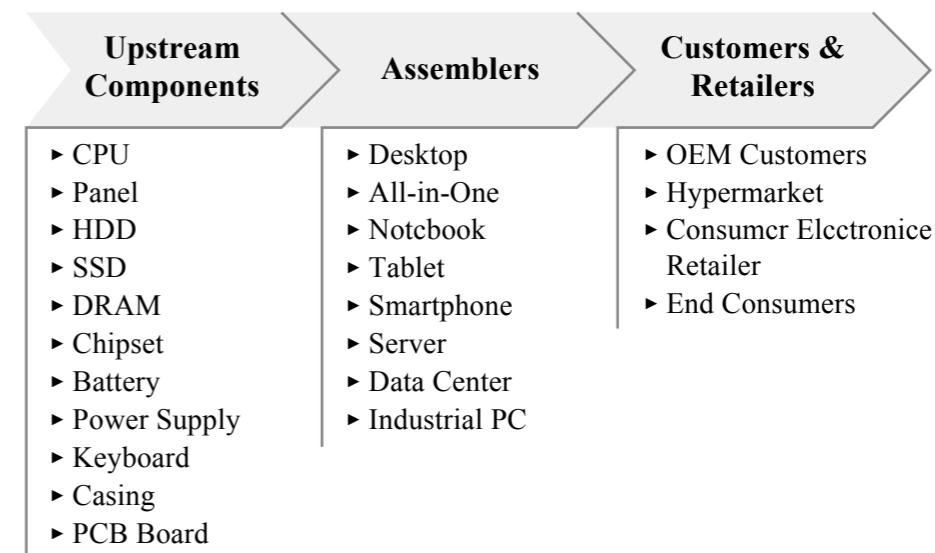 Upstream
Components
Assemblers
Customers &
Retailers
▸ CPU
▸ Panel
▸ HDD
▸ SSD
▸ DRAM
▸ Chipset
▸ Battery
▸ Power Supply
▸ Keyboard
▸ Casing
▸ PCB Board
▸ Desktop
▸ All-in-One
▸ Notcbook
▸ Tablet
▸ Smartphone
▸ Server
▸ Data Center
▸ Industrial PC
▸ OEM Customers
▸ Hypermarket
▸ Consumcr Elcctronice
Retailer
▸ End Consumers